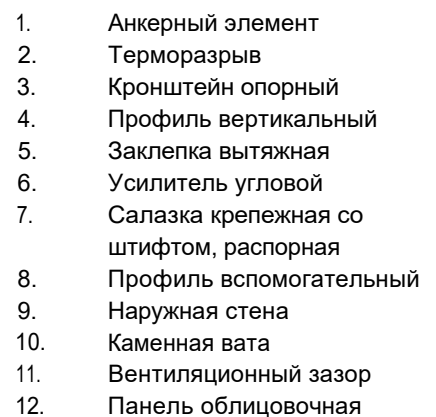 1. Анкерный элемент
2. Терморазрыв
3. Кронштейн опорный
4. Профиль вертикальный
5. Заклепка вытяжная
6. Усилитель угловой
7. Салазка крепежная со
штифтом, распорная
8. Профиль вспомогательный
9. Наружная стена
10. Каменная вата
11. Вентиляционный зазор
12. Панель облицовочная